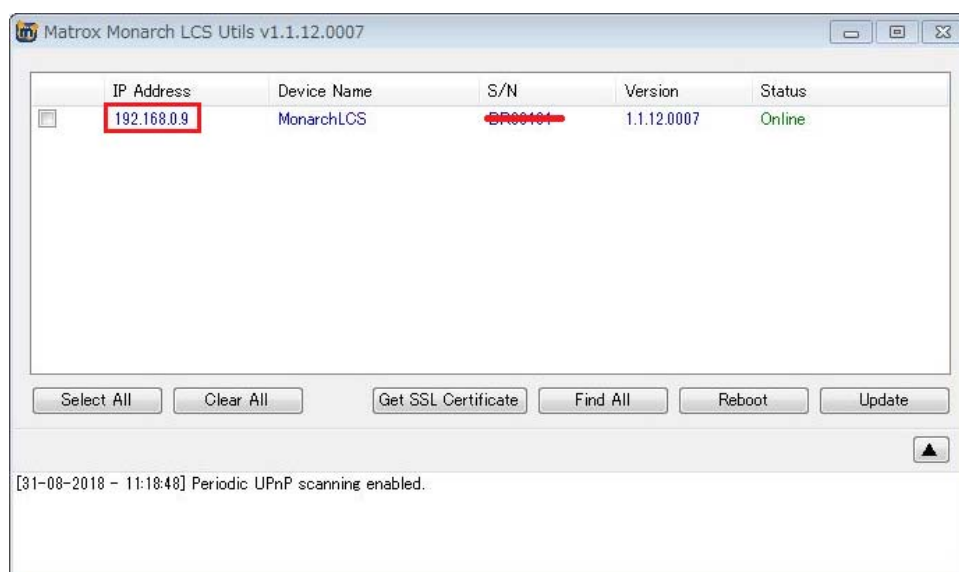 Matrox Monarch LCS Utils v1.1.12.0007
IP Address Device Name S/N Version Status
192.168.0.9 MonarchLCS 1.1.12.0007 Online
Select All Clear All Get SSL Certificate Find All Reboot Update
[31-08-2018 - 11:18:48] Periodic UPnP scanning enabled.